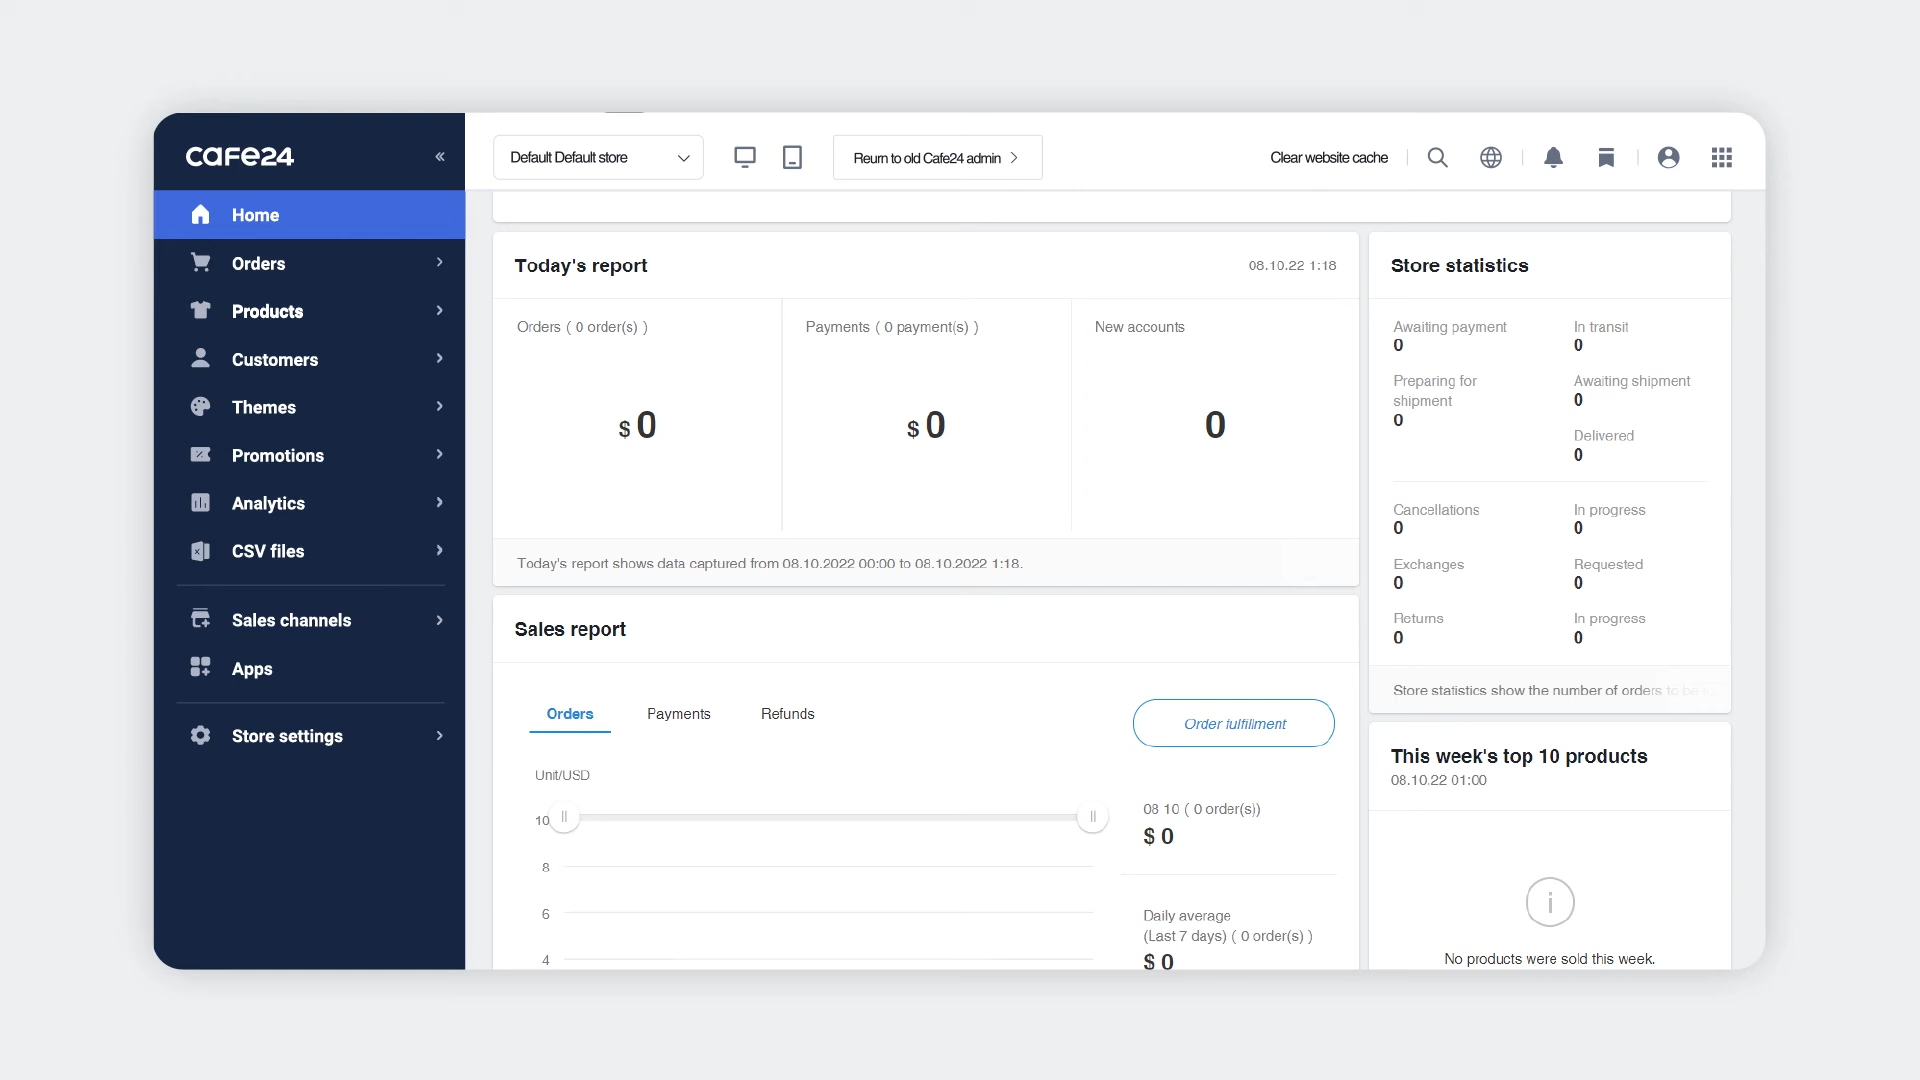 CAFE24
«
Home
Orders
Products
Customers
Themes
Promotions
Analytics
CSV files
Sales channels
Apps
Store settings
Default Default store
Reurn to old Cafe24 admin
Clear website cache
Today's report
08.10.22 1:18
Orders ( 0 order(s) )
Payments ( 0 payment(s) )
New accounts
$ 0
$ 0
0
Today's report shows data captured from 08.10.2022 00:00 to 08.10.2022 1:18.
Sales report
Orders
Payments
Refunds
Order fulfillment
Unit/USD
10
8
6
4
08 10 ( 0 order(s))
$ 0
Daily average
(Last 7 days) ( 0 order(s) )
$ 0
Store statistics
Awaiting payment
0
In transit
0
Preparing for
shipment
0
Awaiting shipment
0
Delivered
0
Cancellations
0
In progress
0
Exchanges
0
Requested
0
Returns
0
In progress
0
Store statistics show the number of orders to be
This week's top 10 products
08.10.22 01:00
No products were sold this week.